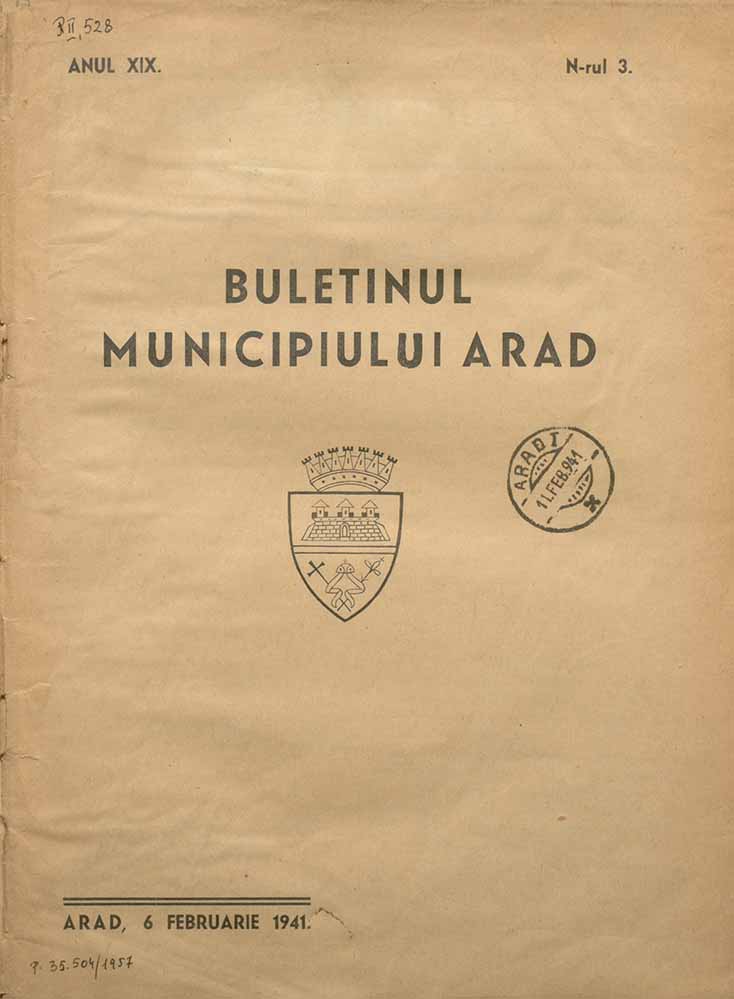 P II, 528
ANUL XIX.
N-rul 3.
BULETINUL
MUNICIPIULUI ARAD
ARAD 1
11.FEB.941
ARAD, 6 FEBRUARIE 1941.
P. 35.504/1957